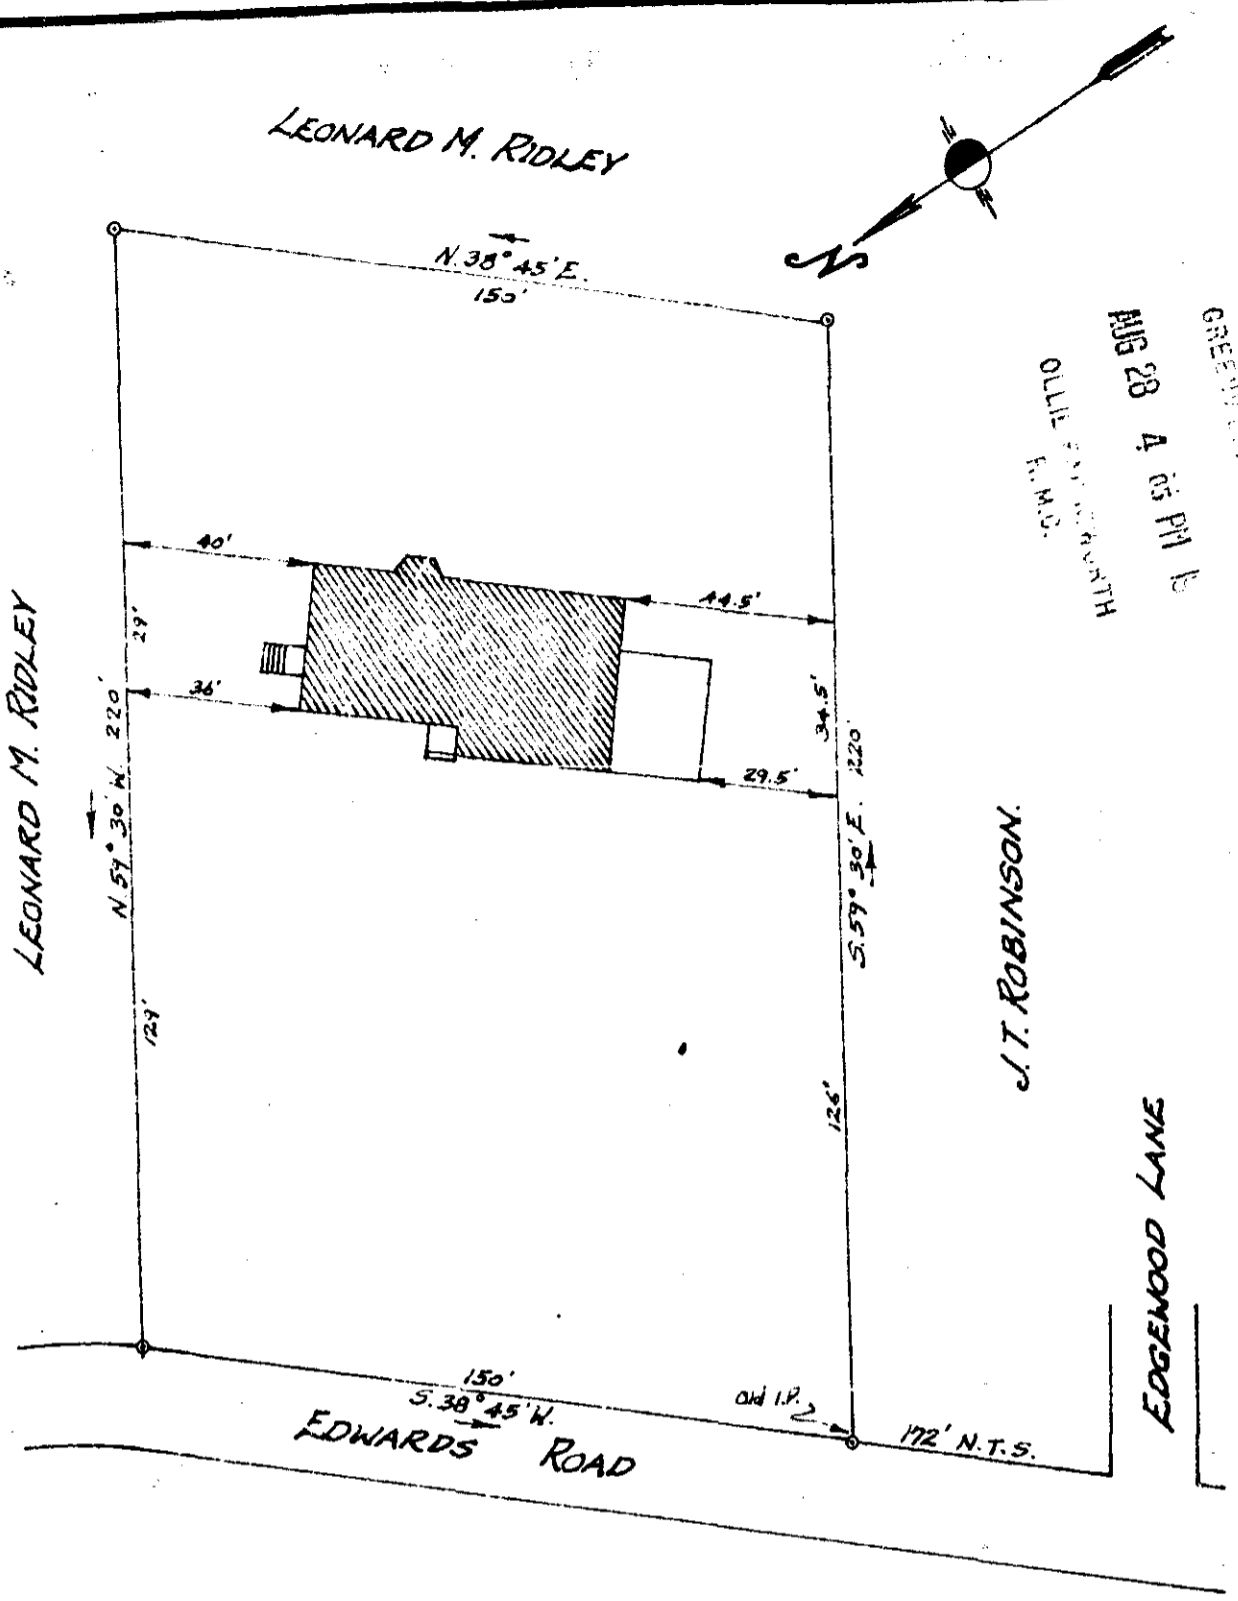 LEONARD M. RIDLEY
N
N. 38° 45' E.
150'
AUG 28 4 05 PM
OLLIE
R. M. C.
40'
44.5'
29'
36'
34.5'
29.5'
LEONARD M. RIDLEY
N. 59° 30' W. 220'
S. 59° 30' E. 220'
J. T. ROBINSON.
129'
126'
EDGEWOOD LANE
150'
S. 38° 45' W.
Old I.P.
172' N.T.S.
EDWARDS ROAD